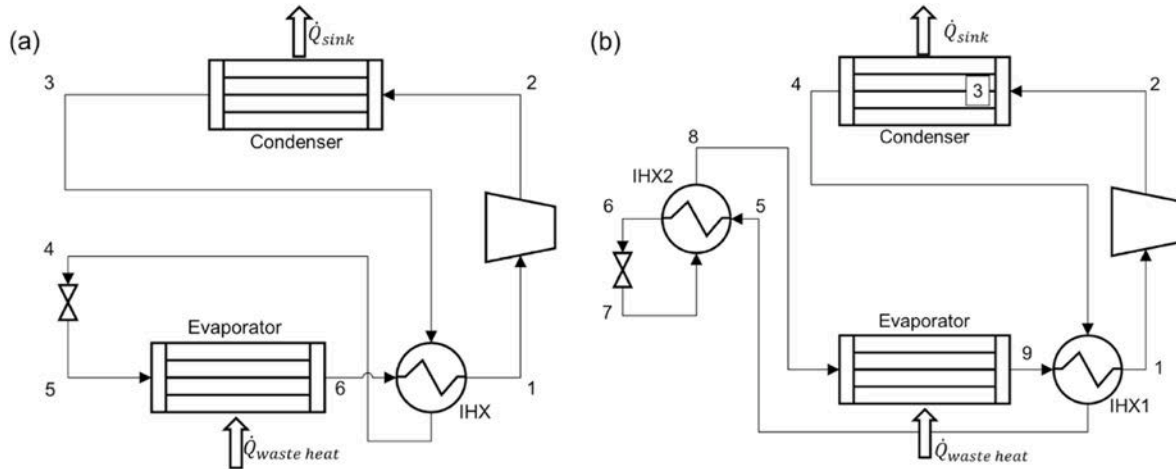 (a)
Q̇sink
3
2
Condenser
4
Evaporator
5
6
1
IHX
Q̇waste heat
(b)
Q̇sink
4
3
2
Condenser
8
IHX2
6
5
7
Evaporator
9
1
IHX1
Q̇waste heat